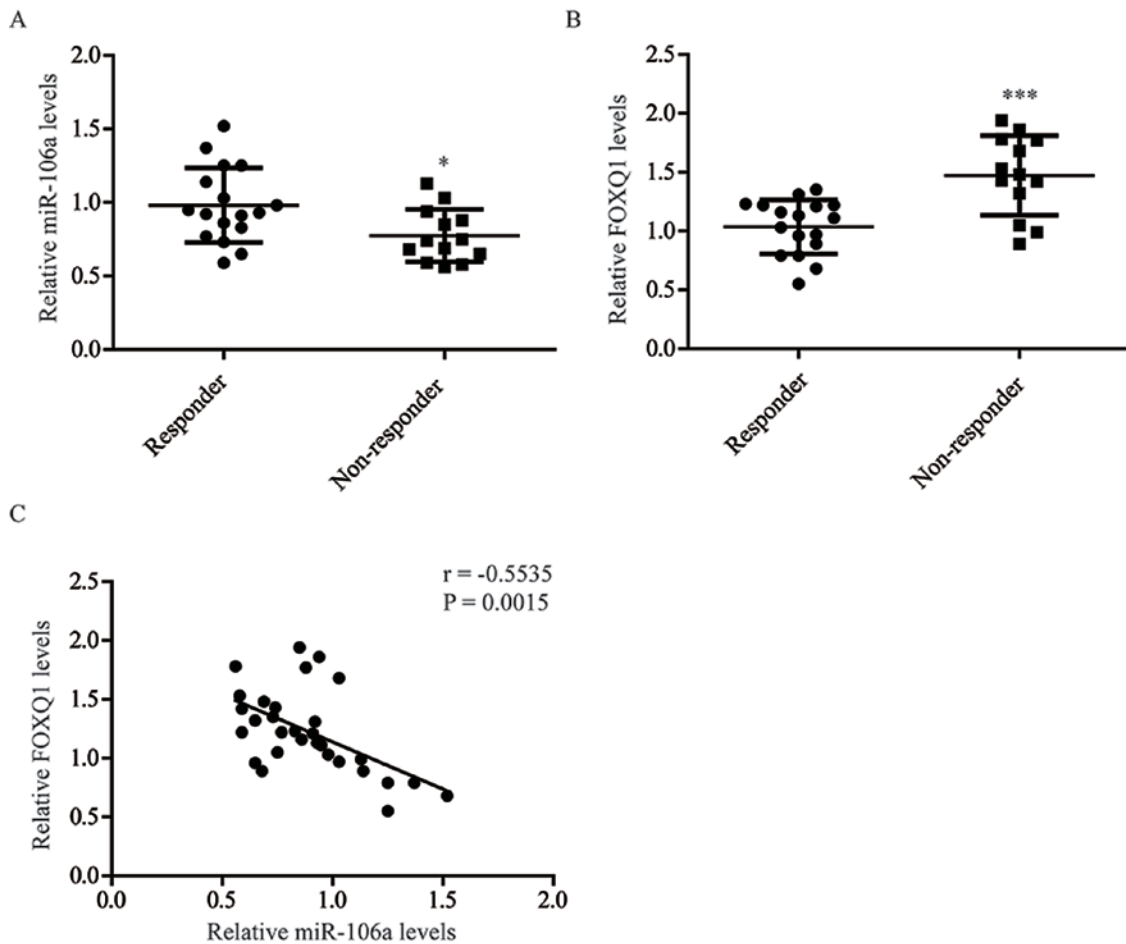 A
Relative miR-106a levels
2.0
1.5
1.0
0.5
0.0
*
Responder
Non-responder
B
Relative FOXQ1 levels
2.5
2.0
1.5
1.0
0.5
0.0
***
Responder
Non-responder
C
Relative FOXQ1 levels
2.5
2.0
1.5
1.0
0.5
0.0
r = -0.5535
P = 0.0015
0.0 0.5 1.0 1.5 2.0
Relative miR-106a levels